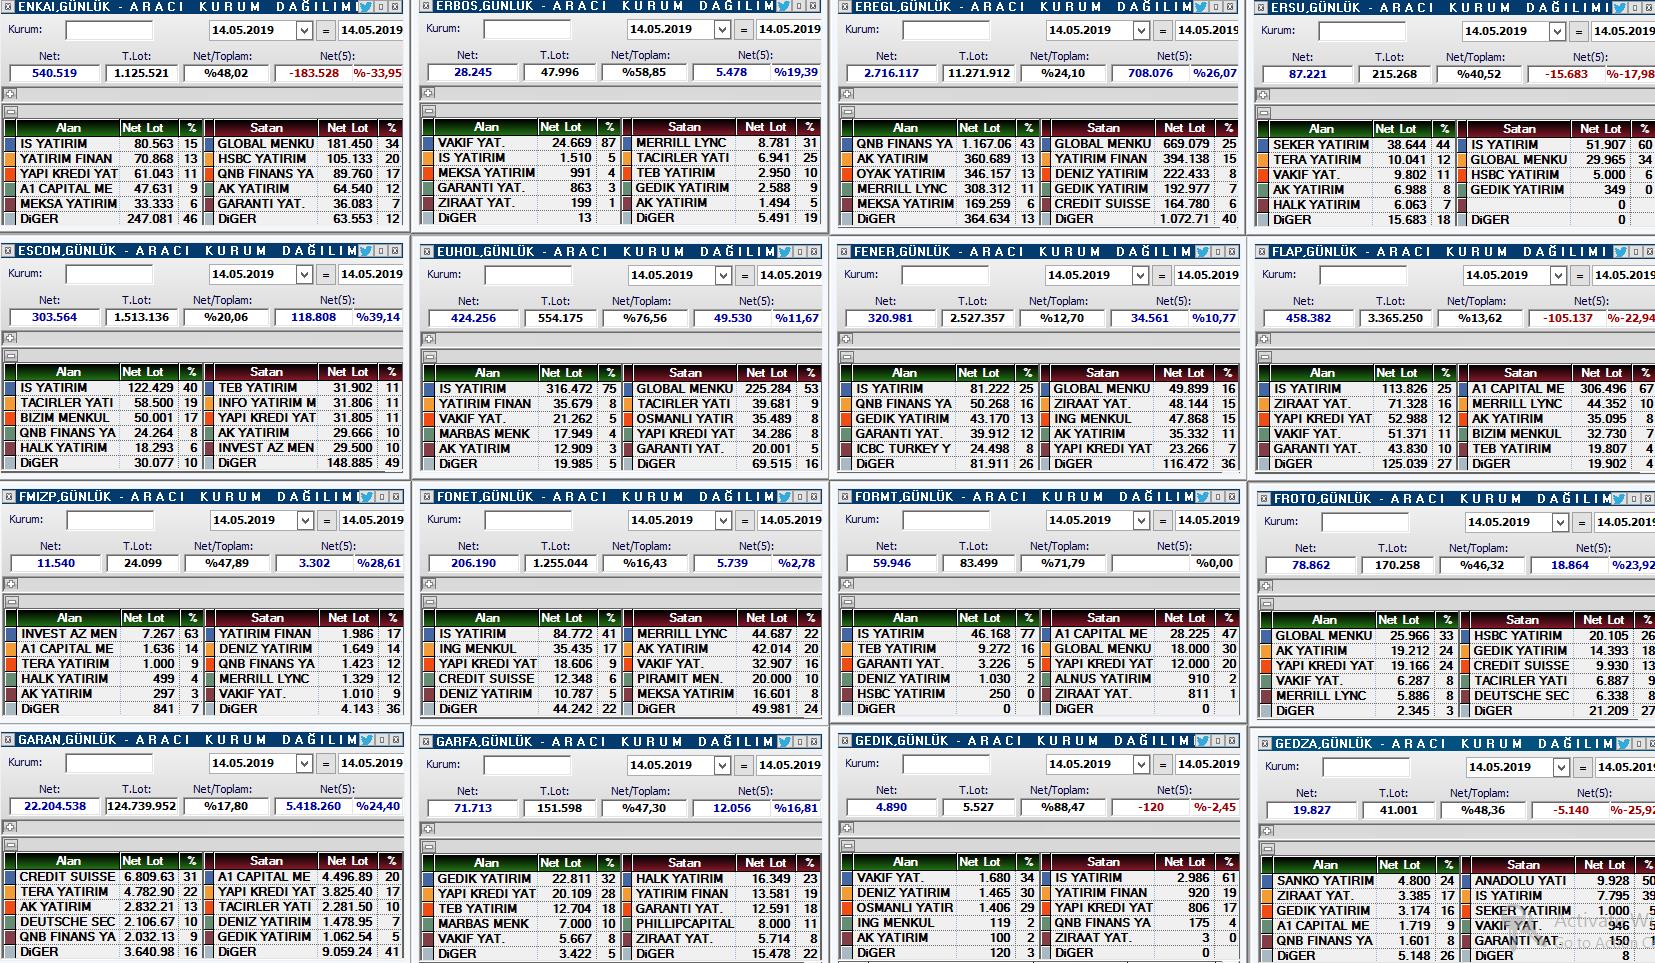 ENKAI,GÜNLÜK - ARACI KURUM DAĞILIM
Kurum: 14.05.2019 = 14.05.2019
Net: T.Lot: Net/Toplam: Net(5):
540.519 1.125.521 %48,02 -183.528 %-33,95
Alan Net Lot % Satan Net Lot %
IS YATIRIM 80.563 15 GLOBAL MENKU 181.450 34
YATIRIM FINAN 70.868 13 HSBC YATIRIM 105.133 20
YAPI KREDI YAT 61.043 11 QNB FINANS YA 89.760 17
A1 CAPITAL ME 47.631 9 AK YATIRIM 64.540 12
MEKSA YATIRIM 33.333 6 GARANTI YAT. 36.083 7
DiGER 247.081 46 DiGER 63.553 12
ERBOS,GÜNLÜK - ARACI KURUM DAĞILIM
Kurum: 14.05.2019 = 14.05.2019
Net: T.Lot: Net/Toplam: Net(5):
28.245 47.996 %58,85 5.478 %19,39
Alan Net Lot % Satan Net Lot %
VAKIF YAT. 24.669 87 MERRILL LYNC 8.781 31
IS YATIRIM 1.510 5 TACIRLER YATI 6.941 25
MEKSA YATIRIM 991 4 TEB YATIRIM 2.950 10
GARANTI YAT. 863 3 GEDIK YATIRIM 2.588 9
ZIRAAT YAT. 199 1 AK YATIRIM 1.494 5
DiGER 13 DiGER 5.491 19
EREGL,GÜNLÜK - ARACI KURUM DAĞILIM
Kurum: 14.05.2019 = 14.05.2019
Net: T.Lot: Net/Toplam: Net(5):
2.716.117 11.271.912 %24,10 708.076 %26,07
Alan Net Lot % Satan Net Lot %
QNB FINANS YA 1.167.06 43 GLOBAL MENKU 669.079 25
AK YATIRIM 360.689 13 YATIRIM FINAN 394.138 15
OYAK YATIRIM 346.157 13 DENIZ YATIRIM 222.433 8
MERRILL LYNC 308.312 11 GEDIK YATIRIM 192.977 7
MEKSA YATIRIM 169.259 6 CREDIT SUISSE 164.780 6
DiGER 364.634 13 DiGER 1.072.71 40
ERSU,GÜNLÜK - ARACI KURUM DAĞILIMI
Kurum: 14.05.2019 = 14.05.2019
Net: T.Lot: Net/Toplam: Net(5):
87.221 215.268 %40,52 -15.683 %-17,98
Alan Net Lot % Satan Net Lot %
SEKER YATIRIM 38.644 44 IS YATIRIM 51.907 60
TERA YATIRIM 10.041 12 GLOBAL MENKU 29.965 34
VAKIF YAT. 9.802 11 HSBC YATIRIM 5.000 6
AK YATIRIM 6.988 8 GEDIK YATIRIM 349 0
HALK YATIRIM 6.063 7 0
DiGER 15.683 18 DiGER 0
ESCOM,GÜNLÜK - ARACI KURUM DAĞILIM
Kurum: 14.05.2019 = 14.05.2019
Net: T.Lot: Net/Toplam: Net(5):
303.564 1.513.136 %20,06 118.808 %39,14
Alan Net Lot % Satan Net Lot %
IS YATIRIM 122.429 40 TEB YATIRIM 31.902 11
TACIRLER YATI 58.500 19 INFO YATIRIM M 31.806 11
BIZIM MENKUL 50.001 17 YAPI KREDI YAT 31.805 11
QNB FINANS YA 24.264 8 AK YATIRIM 29.666 10
HALK YATIRIM 18.293 6 INVEST AZ MEN 29.500 10
DiGER 30.077 10 DiGER 148.885 49
EUHOL,GÜNLÜK - ARACI KURUM DAĞILIM
Kurum: 14.05.2019 = 14.05.2019
Net: T.Lot: Net/Toplam: Net(5):
424.256 554.175 %76,56 49.530 %11,67
Alan Net Lot % Satan Net Lot %
IS YATIRIM 316.472 75 GLOBAL MENKU 225.284 53
YATIRIM FINAN 35.679 8 TACIRLER YATI 39.681 9
VAKIF YAT. 21.262 5 OSMANLI YATIR 35.489 8
MARBAS MENK 17.949 4 YAPI KREDI YAT 34.286 8
AK YATIRIM 12.909 3 GARANTI YAT. 20.001 5
DiGER 19.985 5 DiGER 69.515 16
FENER,GÜNLÜK - ARACI KURUM DAĞILIM
Kurum: 14.05.2019 = 14.05.2019
Net: T.Lot: Net/Toplam: Net(5):
320.981 2.527.357 %12,70 34.561 %10,77
Alan Net Lot % Satan Net Lot %
IS YATIRIM 81.222 25 GLOBAL MENKU 49.899 16
QNB FINANS YA 50.268 16 ZIRAAT YAT. 48.144 15
GEDIK YATIRIM 43.170 13 ING MENKUL 47.868 15
GARANTI YAT. 39.912 12 AK YATIRIM 35.332 11
ICBC TURKEY Y 24.498 8 YAPI KREDI YAT 23.266 7
DiGER 81.911 26 DiGER 116.472 36
FLAP,GÜNLÜK - ARACI KURUM DAĞILIMI
Kurum: 14.05.2019 = 14.05.2019
Net: T.Lot: Net/Toplam: Net(5):
458.382 3.365.250 %13,62 -105.137 %-22,94
Alan Net Lot % Satan Net Lot %
IS YATIRIM 113.826 25 A1 CAPITAL ME 306.496 67
ZIRAAT YAT. 71.328 16 MERRILL LYNC 44.352 10
YAPI KREDI YAT 52.988 12 AK YATIRIM 35.095 8
VAKIF YAT. 51.371 11 BIZIM MENKUL 32.730 7
GARANTI YAT. 43.830 10 TEB YATIRIM 19.807 4
DiGER 125.039 27 DiGER 19.902 4
FMIZP,GÜNLÜK - ARACI KURUM DAĞILIM
Kurum: 14.05.2019 = 14.05.2019
Net: T.Lot: Net/Toplam: Net(5):
11.540 24.099 %47,89 3.302 %28,61
Alan Net Lot % Satan Net Lot %
INVEST AZ MEN 7.267 63 YATIRIM FINAN 1.986 17
A1 CAPITAL ME 1.636 14 DENIZ YATIRIM 1.649 14
TERA YATIRIM 1.000 9 QNB FINANS YA 1.423 12
HALK YATIRIM 499 4 MERRILL LYNC 1.329 12
AK YATIRIM 297 3 VAKIF YAT. 1.010 9
DiGER 841 7 DiGER 4.143 36
FONET,GÜNLÜK - ARACI KURUM DAĞILIM
Kurum: 14.05.2019 = 14.05.2019
Net: T.Lot: Net/Toplam: Net(5):
206.190 1.255.044 %16,43 5.739 %2,78
Alan Net Lot % Satan Net Lot %
IS YATIRIM 84.772 41 MERRILL LYNC 44.687 22
ING MENKUL 35.435 17 AK YATIRIM 42.014 20
YAPI KREDI YAT 18.606 9 VAKIF YAT. 32.907 16
CREDIT SUISSE 12.348 6 PIRAMIT MEN. 20.000 10
DENIZ YATIRIM 10.787 5 MEKSA YATIRIM 16.601 8
DiGER 44.242 22 DiGER 49.981 24
FORMT,GÜNLÜK - ARACI KURUM DAĞILIM
Kurum: 14.05.2019 = 14.05.2019
Net: T.Lot: Net/Toplam: Net(5):
59.946 83.499 %71,79 %0,00
Alan Net Lot % Satan Net Lot %
IS YATIRIM 46.168 77 A1 CAPITAL ME 28.225 47
TEB YATIRIM 9.272 16 GLOBAL MENKU 18.000 30
GARANTI YAT. 3.226 5 YAPI KREDI YAT 12.000 20
DENIZ YATIRIM 1.030 2 ALNUS YATIRIM 910 2
HSBC YATIRIM 250 0 ZIRAAT YAT. 811 1
DiGER 0 DiGER 0
FROTO,GÜNLÜK - ARACI KURUM DAĞILIM
Kurum: 14.05.2019 = 14.05.2019
Net: T.Lot: Net/Toplam: Net(5):
78.862 170.258 %46,32 18.864 %23,92
Alan Net Lot % Satan Net Lot %
GLOBAL MENKU 25.966 33 HSBC YATIRIM 20.105 26
AK YATIRIM 19.212 24 GEDIK YATIRIM 14.393 18
YAPI KREDI YAT 19.166 24 CREDIT SUISSE 9.930 13
VAKIF YAT. 6.287 8 TACIRLER YATI 6.887 9
MERRILL LYNC 5.886 8 DEUTSCHE SEC 6.338 8
DiGER 2.345 3 DiGER 21.209 27
GARAN,GÜNLÜK - ARACI KURUM DAĞILIM
Kurum: 14.05.2019 = 14.05.2019
Net: T.Lot: Net/Toplam: Net(5):
22.204.538 124.739.952 %17,80 5.418.260 %24,40
Alan Net Lot % Satan Net Lot %
CREDIT SUISSE 6.809.63 31 A1 CAPITAL ME 4.496.89 20
TERA YATIRIM 4.782.90 22 YAPI KREDI YAT 3.825.40 17
AK YATIRIM 2.832.21 13 TACIRLER YATI 2.281.50 10
DEUTSCHE SEC 2.106.67 10 DENIZ YATIRIM 1.478.95 7
QNB FINANS YA 2.032.13 9 GEDIK YATIRIM 1.062.54 5
DiGER 3.640.98 16 DiGER 9.059.24 41
GARFA,GÜNLÜK - ARACI KURUM DAĞILIM
Kurum: 14.05.2019 = 14.05.2019
Net: T.Lot: Net/Toplam: Net(5):
71.713 151.598 %47,30 12.056 %16,81
Alan Net Lot % Satan Net Lot %
GEDIK YATIRIM 22.811 32 HALK YATIRIM 16.349 23
YAPI KREDI YAT 20.109 28 YATIRIM FINAN 13.581 19
TEB YATIRIM 12.704 18 GARANTI YAT. 12.591 18
MARBAS MENK 7.000 10 PHILLIPCAPITAL 8.000 11
VAKIF YAT. 5.667 8 ZIRAAT YAT. 5.714 8
DiGER 3.422 5 DiGER 15.478 22
GEDIK,GÜNLÜK - ARACI KURUM DAĞILIM
Kurum: 14.05.2019 = 14.05.2019
Net: T.Lot: Net/Toplam: Net(5):
4.890 5.527 %88,47 -120 %-2,45
Alan Net Lot % Satan Net Lot %
VAKIF YAT. 1.680 34 IS YATIRIM 2.986 61
DENIZ YATIRIM 1.465 30 YATIRIM FINAN 920 19
OSMANLI YATIR 1.406 29 YAPI KREDI YAT 806 17
ING MENKUL 119 2 QNB FINANS YA 175 4
AK YATIRIM 100 2 ZIRAAT YAT. 3 0
DiGER 120 3 DiGER 0
GEDZA,GÜNLÜK - ARACI KURUM DAĞILIM
Kurum: 14.05.2019 = 14.05.2019
Net: T.Lot: Net/Toplam: Net(5):
19.827 41.001 %48,36 -5.140 %-25,92
Alan Net Lot % Satan Net Lot %
SANKO YATIRIM 4.800 24 ANADOLU YATI 9.928 50
ZIRAAT YAT. 3.385 17 IS YATIRIM 7.795 39
GEDIK YATIRIM 3.174 16 SEKER YATIRIM 1.000 5
A1 CAPITAL ME 1.719 9 VAKIF YAT. 946 5
QNB FINANS YA 1.601 8 GARANTI YAT. 150 1
DiGER 5.148 26 DiGER 8